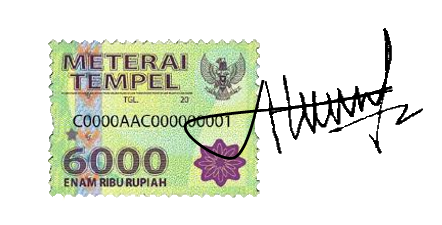 METERAI
TEMPEL
TGL. 20
C0000AAC000000001
6000
ENAM RIBU RUPIAH